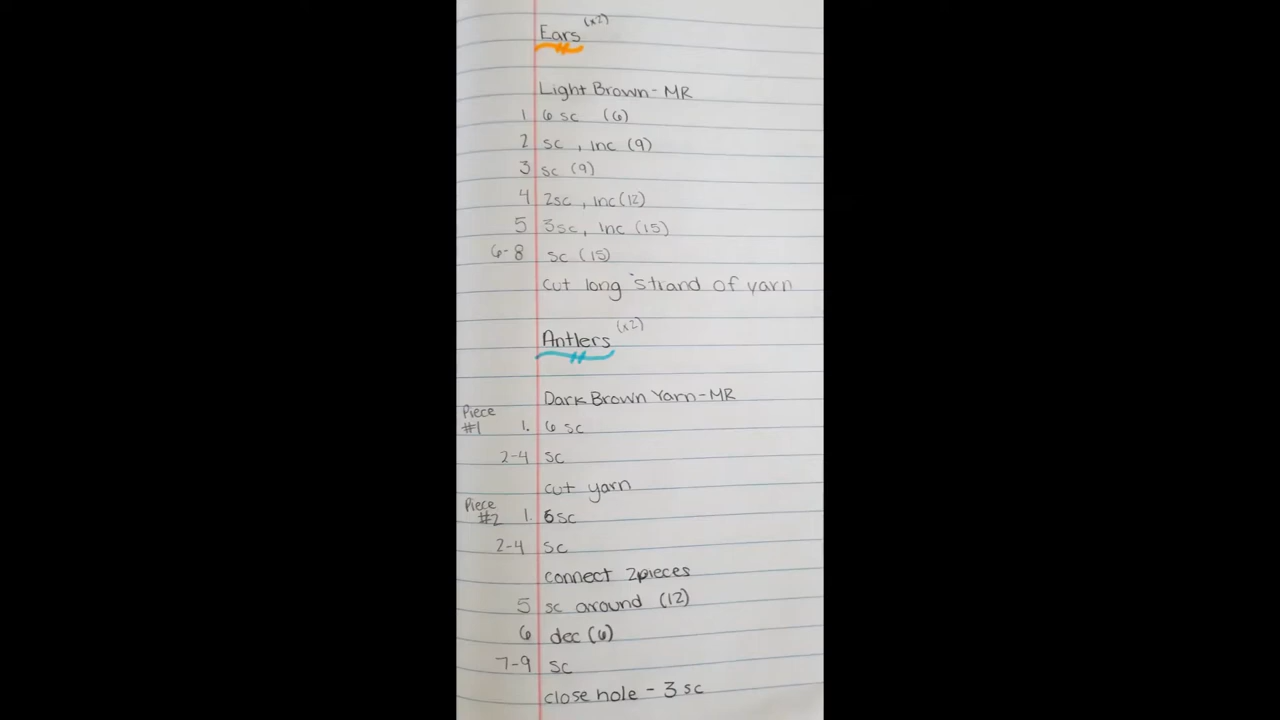 Ears (x2)
Light Brown - MR
1 6 sc (6)
2 sc , inc (9)
3 sc (9)
4 2sc , inc (12)
5 3sc, inc (15)
6-8 sc (15)
cut long strand of yarn
Antlers (x2)
Dark Brown Yarn - MR
Piece #1 1. 6 sc
2-4 sc
cut yarn
Piece #2 1. 6sc
2-4 sc
connect 2pieces
5 sc around (12)
6 dec (6)
7-9 sc
close hole - 3 sc